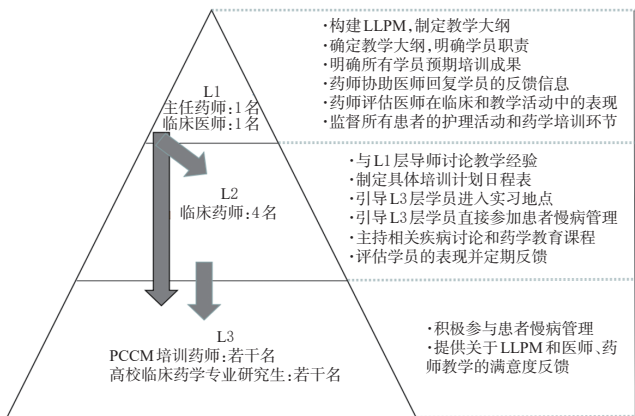 ·构建LLPM,制定教学大纲
·确定教学大纲,明确学员职责
·明确所有学员预期培训成果
·药师协助医师回复学员的反馈信息
·药师评估医师在临床和教学活动中的表现
·监督所有患者的护理活动和药学培训环节
L1
主任药师:1名
临床医师:1名
·与L1层导师讨论教学经验
·制定具体培训计划日程表
·引导L3层学员进入实习地点
·引导L3层学员直接参加患者慢病管理
·主持相关疾病讨论和药学教育课程
·评估学员的表现并定期反馈
L2
临床药师:4名
L3
PCCM培训药师:若干名
高校临床药学专业研究生:若干名
·积极参与患者慢病管理
·提供关于LLPM和医师、药
师教学的满意度反馈